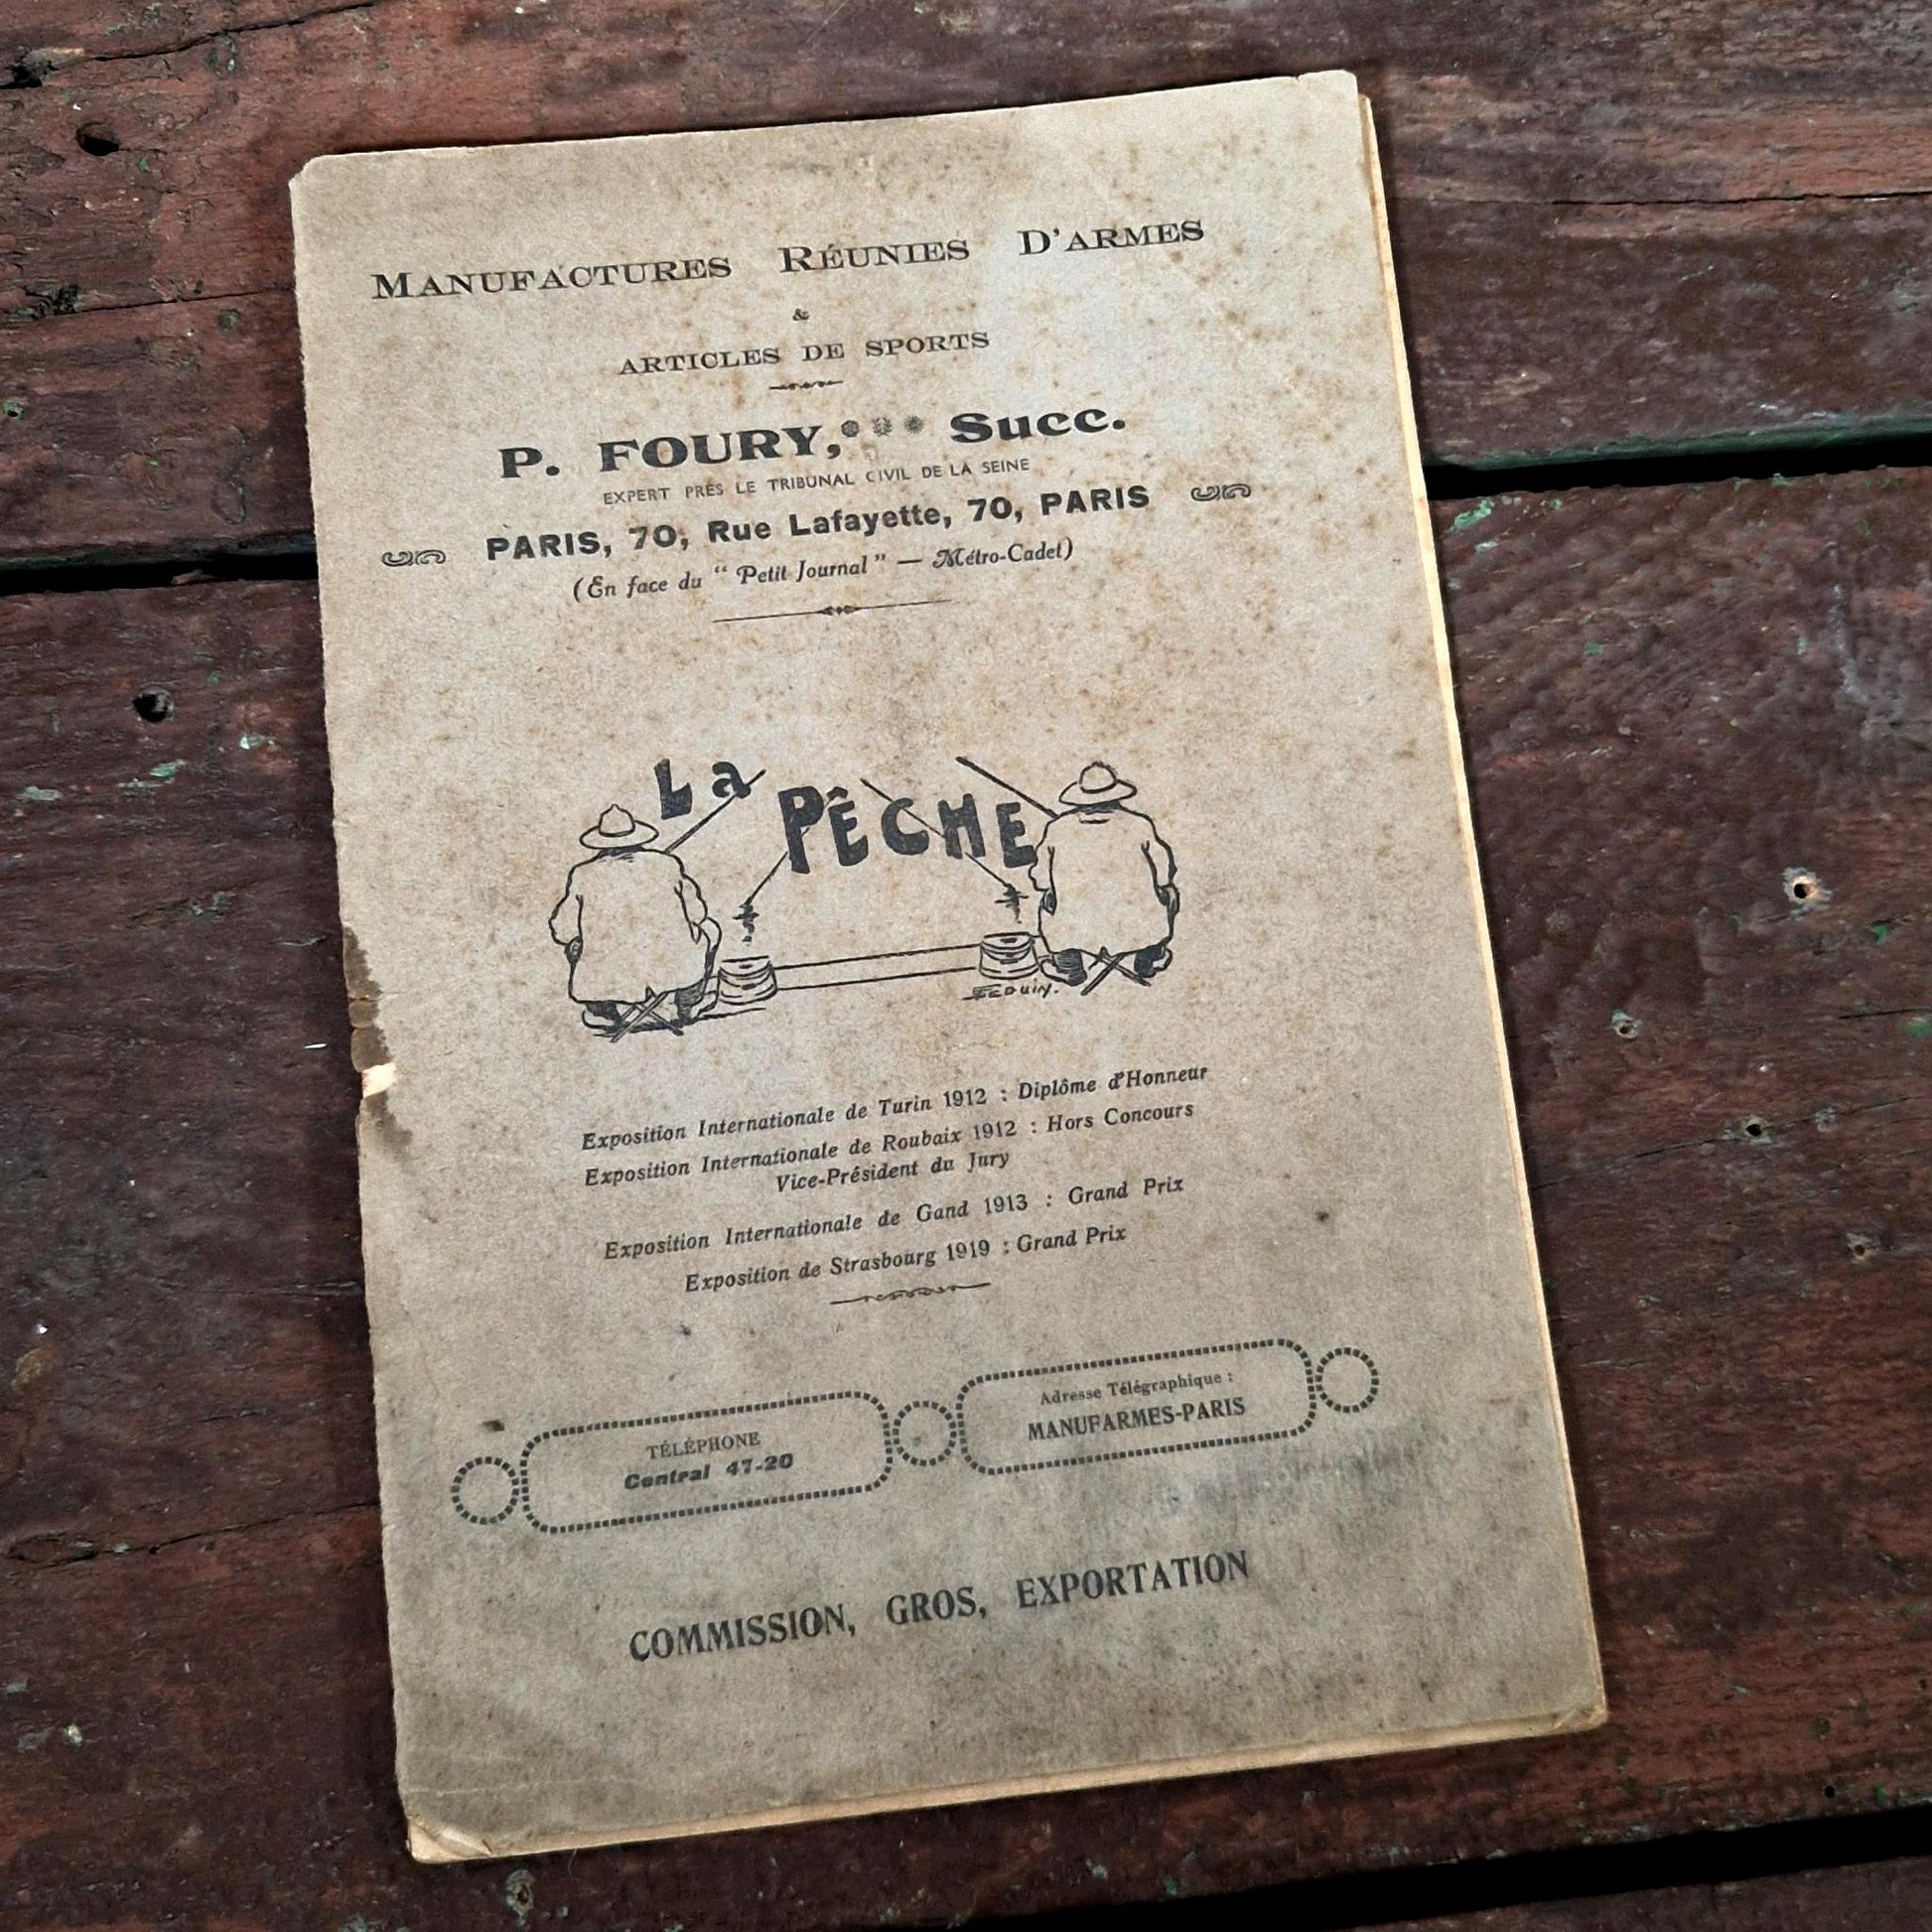 MANUFACTURES RÉUNIES D'ARMES
&
ARTICLES DE SPORTS
P. FOURY, Succ.
EXPERT PRÈS LE TRIBUNAL CIVIL DE LA SEINE
PARIS, 70, Rue Lafayette, 70, PARIS
(En face du “ Petit Journal ” — Métro-Cadet)
La
PÊCHE
Exposition Internationale de Turin 1912 : Diplôme d'Honneur
Exposition Internationale de Roubaix 1912 : Hors Concours
Vice-Président du Jury
Exposition Internationale de Gand 1913 : Grand Prix
Exposition de Strasbourg 1919 : Grand Prix
TÉLÉPHONE
Central 47-20
Adresse Télégraphique :
MANUFARMES-PARIS
COMMISSION, GROS, EXPORTATION